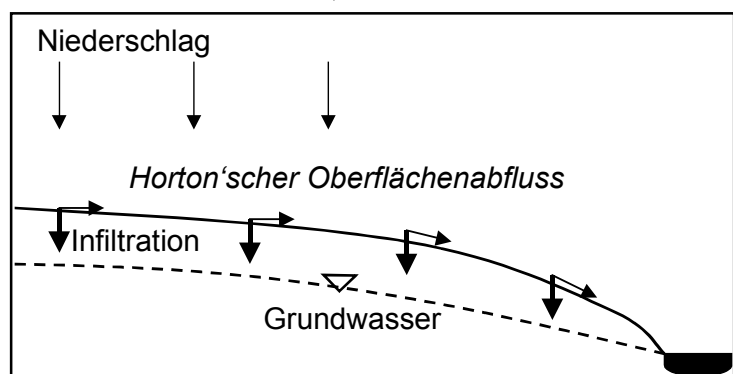 Niederschlag
Horton‘scher Oberflächenabfluss
Infiltration
Grundwasser